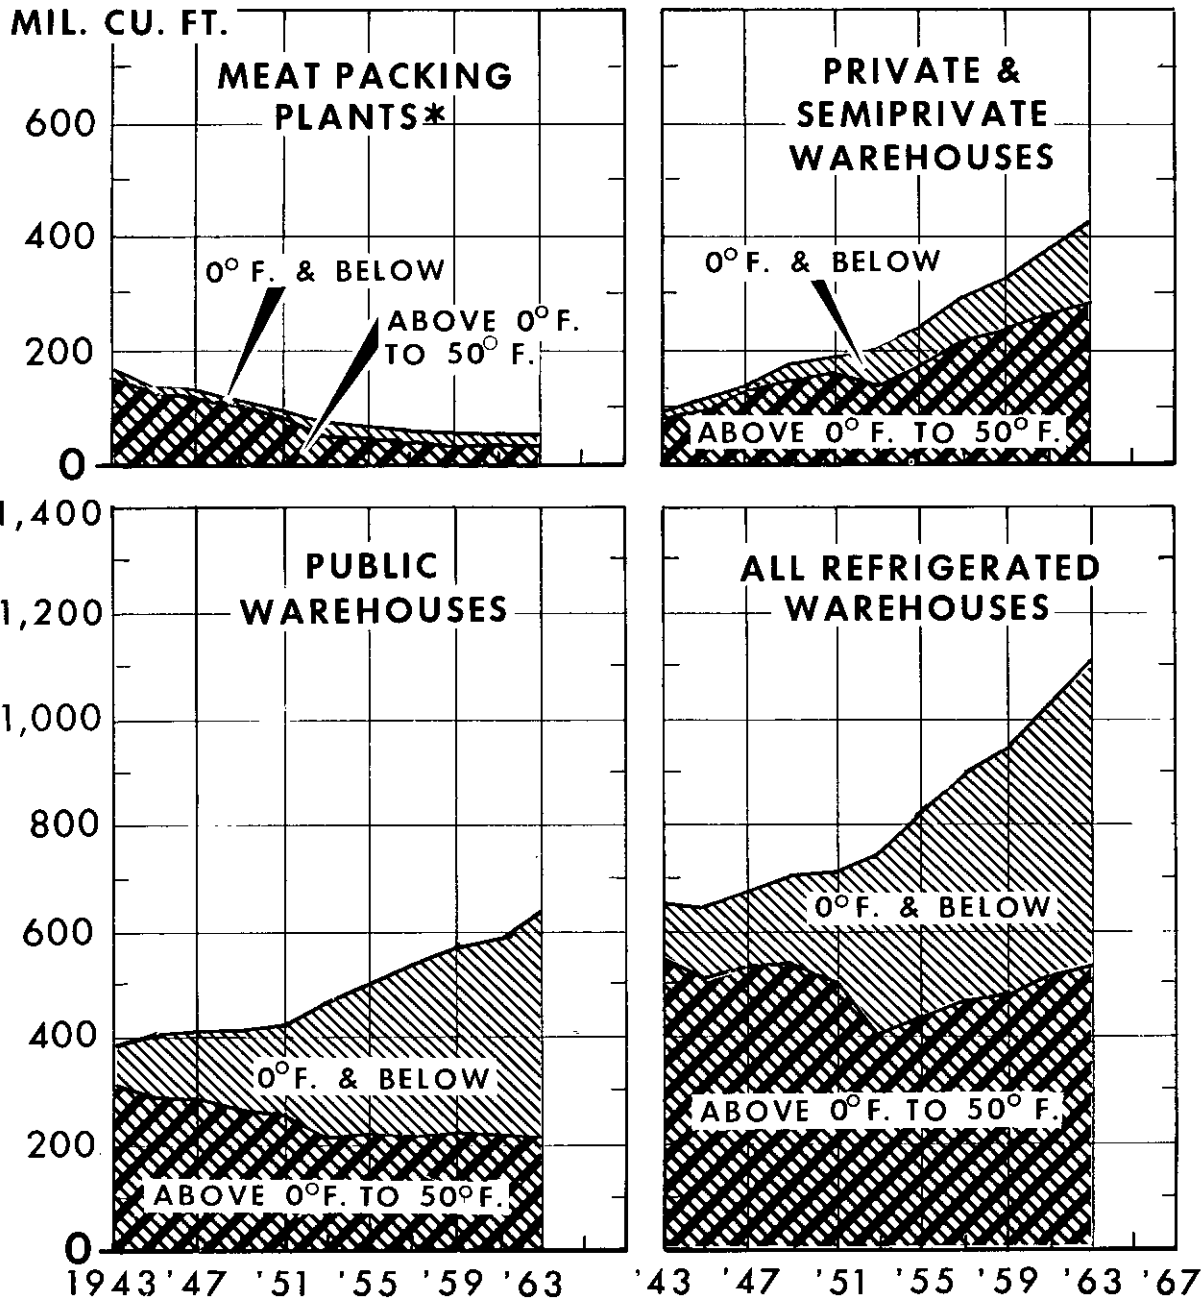 MIL. CU. FT.
MEAT PACKING
PLANTS*
600
400
200
0
0° F. & BELOW
ABOVE 0° F.
TO 50° F.
PRIVATE &
SEMIPRIVATE
WAREHOUSES
0° F. & BELOW
ABOVE 0° F. TO 50° F.
1,400
1,200
1,000
800
600
400
200
0
PUBLIC
WAREHOUSES
0° F. & BELOW
ABOVE 0° F. TO 50° F.
1943 '47 '51 '55 '59 '63
ALL REFRIGERATED
WAREHOUSES
0° F. & BELOW
ABOVE 0° F. TO 50° F.
'43 '47 '51 '55 '59 '63 '67